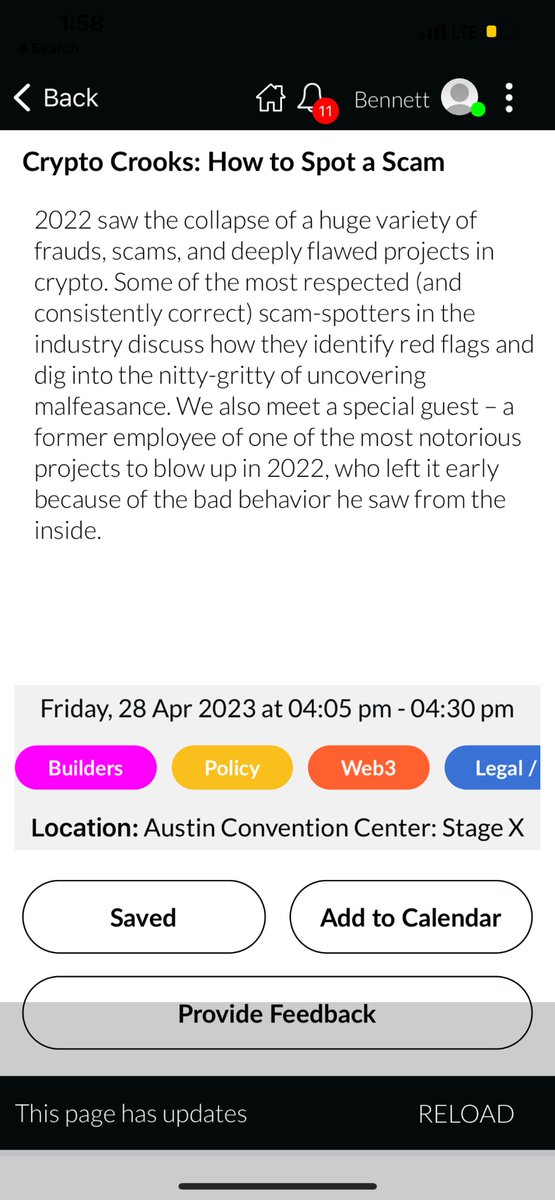 1:58
LTE
◀ Search
Back
11
Bennett
Crypto Crooks: How to Spot a Scam
2022 saw the collapse of a huge variety of
frauds, scams, and deeply flawed projects in
crypto. Some of the most respected (and
consistently correct) scam-spotters in the
industry discuss how they identify red flags and
dig into the nitty-gritty of uncovering
malfeasance. We also meet a special guest – a
former employee of one of the most notorious
projects to blow up in 2022, who left it early
because of the bad behavior he saw from the
inside.
Friday, 28 Apr 2023 at 04:05 pm - 04:30 pm
Builders Policy Web3 Legal /
Location: Austin Convention Center: Stage X
Saved Add to Calendar
Provide Feedback
This page has updates RELOAD